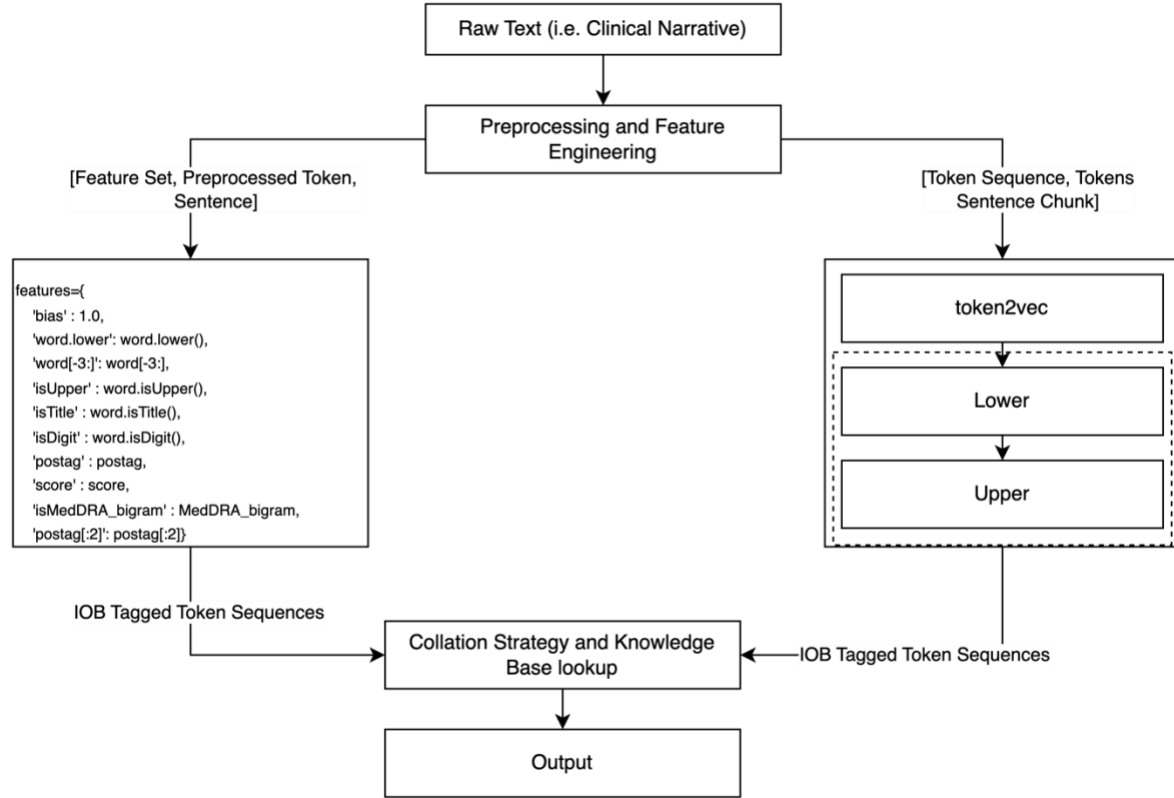 Raw Text (i.e. Clinical Narrative)
Preprocessing and Feature
Engineering
[Feature Set, Preprocessed Token,
Sentence]
[Token Sequence, Tokens
Sentence Chunk]
features={
'bias' : 1.0,
'word.lower': word.lower(),
'word[-3:]': word[-3:],
'isUpper' : word.isUpper(),
'isTitle' : word.isTitle(),
'isDigit' : word.isDigit(),
'postag' : postag,
'score' : score,
'isMedDRA_bigram' : MedDRA_bigram,
'postag[:2]': postag[:2]}
token2vec
Lower
Upper
IOB Tagged Token Sequences
Collation Strategy and Knowledge
Base lookup
IOB Tagged Token Sequences
Output